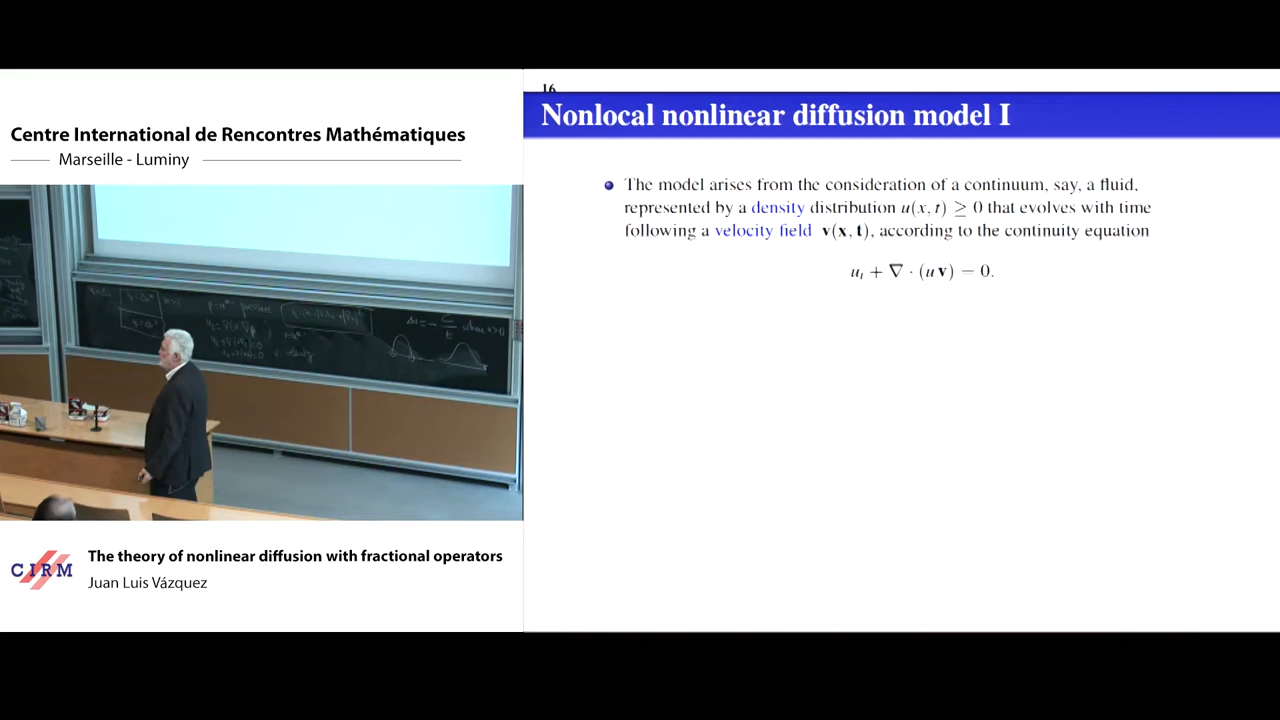 Centre International de Rencontres Mathématiques
Marseille - Luminy
16
Nonlocal nonlinear diffusion model I
The model arises from the consideration of a continuum, say, a fluid,
represented by a density distribution u(x, t) ≥ 0 that evolves with time
following a velocity field v(x, t), according to the continuity equation
u_t + ∇ · (u v) = 0.
CIRM
The theory of nonlinear diffusion with fractional operators
Juan Luis Vázquez